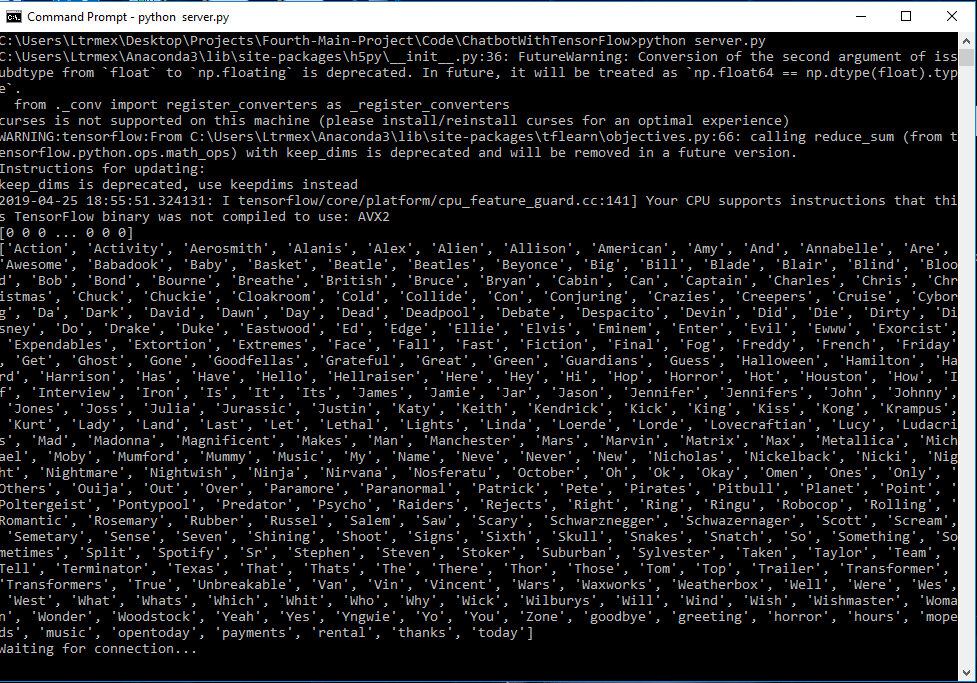 Command Prompt - python server.py
C:\Users\Ltrmex\Desktop\Projects\Fourth-Main-Project\Code\ChatbotWithTensorFlow>python server.py
C:\Users\Ltrmex\Anaconda3\lib\site-packages\h5py\__init__.py:36: FutureWarning: Conversion of the second argument of iss
ubdtype from `float` to `np.floating` is deprecated. In future, it will be treated as `np.float64 == np.dtype(float).typ
e`.
from ._conv import register_converters as _register_converters
curses is not supported on this machine (please install/reinstall curses for an optimal experience)
WARNING:tensorflow:From C:\Users\Ltrmex\Anaconda3\lib\site-packages\tflearn\objectives.py:66: calling reduce_sum (from t
ensorflow.python.ops.math_ops) with keep_dims is deprecated and will be removed in a future version.
Instructions for updating:
keep_dims is deprecated, use keepdims instead
2019-04-25 18:55:51.324131: I tensorflow/core/platform/cpu_feature_guard.cc:141] Your CPU supports instructions that thi
s TensorFlow binary was not compiled to use: AVX2
[0 0 0 ... 0 0 0]
['Action', 'Activity', 'Aerosmith', 'Alanis', 'Alex', 'Alien', 'Allison', 'American', 'Amy', 'And', 'Annabelle', 'Are',
'Awesome', 'Babadook', 'Baby', 'Basket', 'Beatle', 'Beatles', 'Beyonce', 'Big', 'Bill', 'Blade', 'Blair', 'Blind', 'Bloo
d', 'Bob', 'Bond', 'Bourne', 'Breathe', 'British', 'Bruce', 'Bryan', 'Cabin', 'Can', 'Captain', 'Charles', 'Chris', 'Chr
istmas', 'Chuck', 'Chuckie', 'Cloakroom', 'Cold', 'Collide', 'Con', 'Conjuring', 'Crazies', 'Creepers', 'Cruise', 'Cybor
g', 'Da', 'Dark', 'David', 'Dawn', 'Day', 'Dead', 'Deadpool', 'Debate', 'Despacito', 'Devin', 'Did', 'Die', 'Dirty', 'Di
sney', 'Do', 'Drake', 'Duke', 'Eastwood', 'Ed', 'Edge', 'Ellie', 'Elvis', 'Eminem', 'Enter', 'Evil', 'Ewww', 'Exorcist',
'Expendables', 'Extortion', 'Extremes', 'Face', 'Fall', 'Fast', 'Fiction', 'Final', 'Fog', 'Freddy', 'French', 'Friday'
, 'Get', 'Ghost', 'Gone', 'Goodfellas', 'Grateful', 'Great', 'Green', 'Guardians', 'Guess', 'Halloween', 'Hamilton', 'Ha
rd', 'Harrison', 'Has', 'Have', 'Hello', 'Hellraiser', 'Here', 'Hey', 'Hi', 'Hop', 'Horror', 'Hot', 'Houston', 'How', 'I
f', 'Interview', 'Iron', 'Is', 'It', 'Its', 'James', 'Jamie', 'Jar', 'Jason', 'Jennifer', 'Jennifers', 'John', 'Johnny',
'Jones', 'Joss', 'Julia', 'Jurassic', 'Justin', 'Katy', 'Keith', 'Kendrick', 'Kick', 'King', 'Kiss', 'Kong', 'Krampus',
'Kurt', 'Lady', 'Land', 'Last', 'Let', 'Lethal', 'Lights', 'Linda', 'Loerde', 'Lorde', 'Lovecraftian', 'Lucy', 'Ludacri
s', 'Mad', 'Madonna', 'Magnificent', 'Makes', 'Man', 'Manchester', 'Mars', 'Marvin', 'Matrix', 'Max', 'Metallica', 'Mich
ael', 'Moby', 'Mumford', 'Mummy', 'Music', 'My', 'Name', 'Neve', 'Never', 'New', 'Nicholas', 'Nickelback', 'Nicki', 'Nig
ht', 'Nightmare', 'Nightwish', 'Ninja', 'Nirvana', 'Nosferatu', 'October', 'Oh', 'Ok', 'Okay', 'Omen', 'Ones', 'Only', '
Others', 'Ouija', 'Out', 'Over', 'Paramore', 'Paranormal', 'Patrick', 'Pete', 'Pirates', 'Pitbull', 'Planet', 'Point', '
Poltergeist', 'Pontypool', 'Predator', 'Psycho', 'Raiders', 'Rejects', 'Right', 'Ring', 'Ringu', 'Robocop', 'Rolling', '
Romantic', 'Rosemary', 'Rubber', 'Russel', 'Salem', 'Saw', 'Scary', 'Schwarznegger', 'Schwazernager', 'Scott', 'Scream',
'Semetary', 'Sense', 'Seven', 'Shining', 'Shoot', 'Signs', 'Sixth', 'Skull', 'Snakes', 'Snatch', 'So', 'Something', 'So
metimes', 'Split', 'Spotify', 'Sr', 'Stephen', 'Steven', 'Stoker', 'Suburban', 'Sylvester', 'Taken', 'Taylor', 'Team', '
Tell', 'Terminator', 'Texas', 'That', 'Thats', 'The', 'There', 'Thor', 'Those', 'Tom', 'Top', 'Trailer', 'Transformer',
'Transformers', 'True', 'Unbreakable', 'Van', 'Vin', 'Vincent', 'Wars', 'Waxworks', 'Weatherbox', 'Well', 'Were', 'Wes',
'West', 'What', 'Whats', 'Which', 'Whit', 'Who', 'Why', 'Wick', 'Wilburys', 'Will', 'Wind', 'Wish', 'Wishmaster', 'Woma
n', 'Wonder', 'Woodstock', 'Yeah', 'Yes', 'Yngwie', 'Yo', 'You', 'Zone', 'goodbye', 'greeting', 'horror', 'hours', 'mope
ds', 'music', 'opentoday', 'payments', 'rental', 'thanks', 'today']
Waiting for connection...